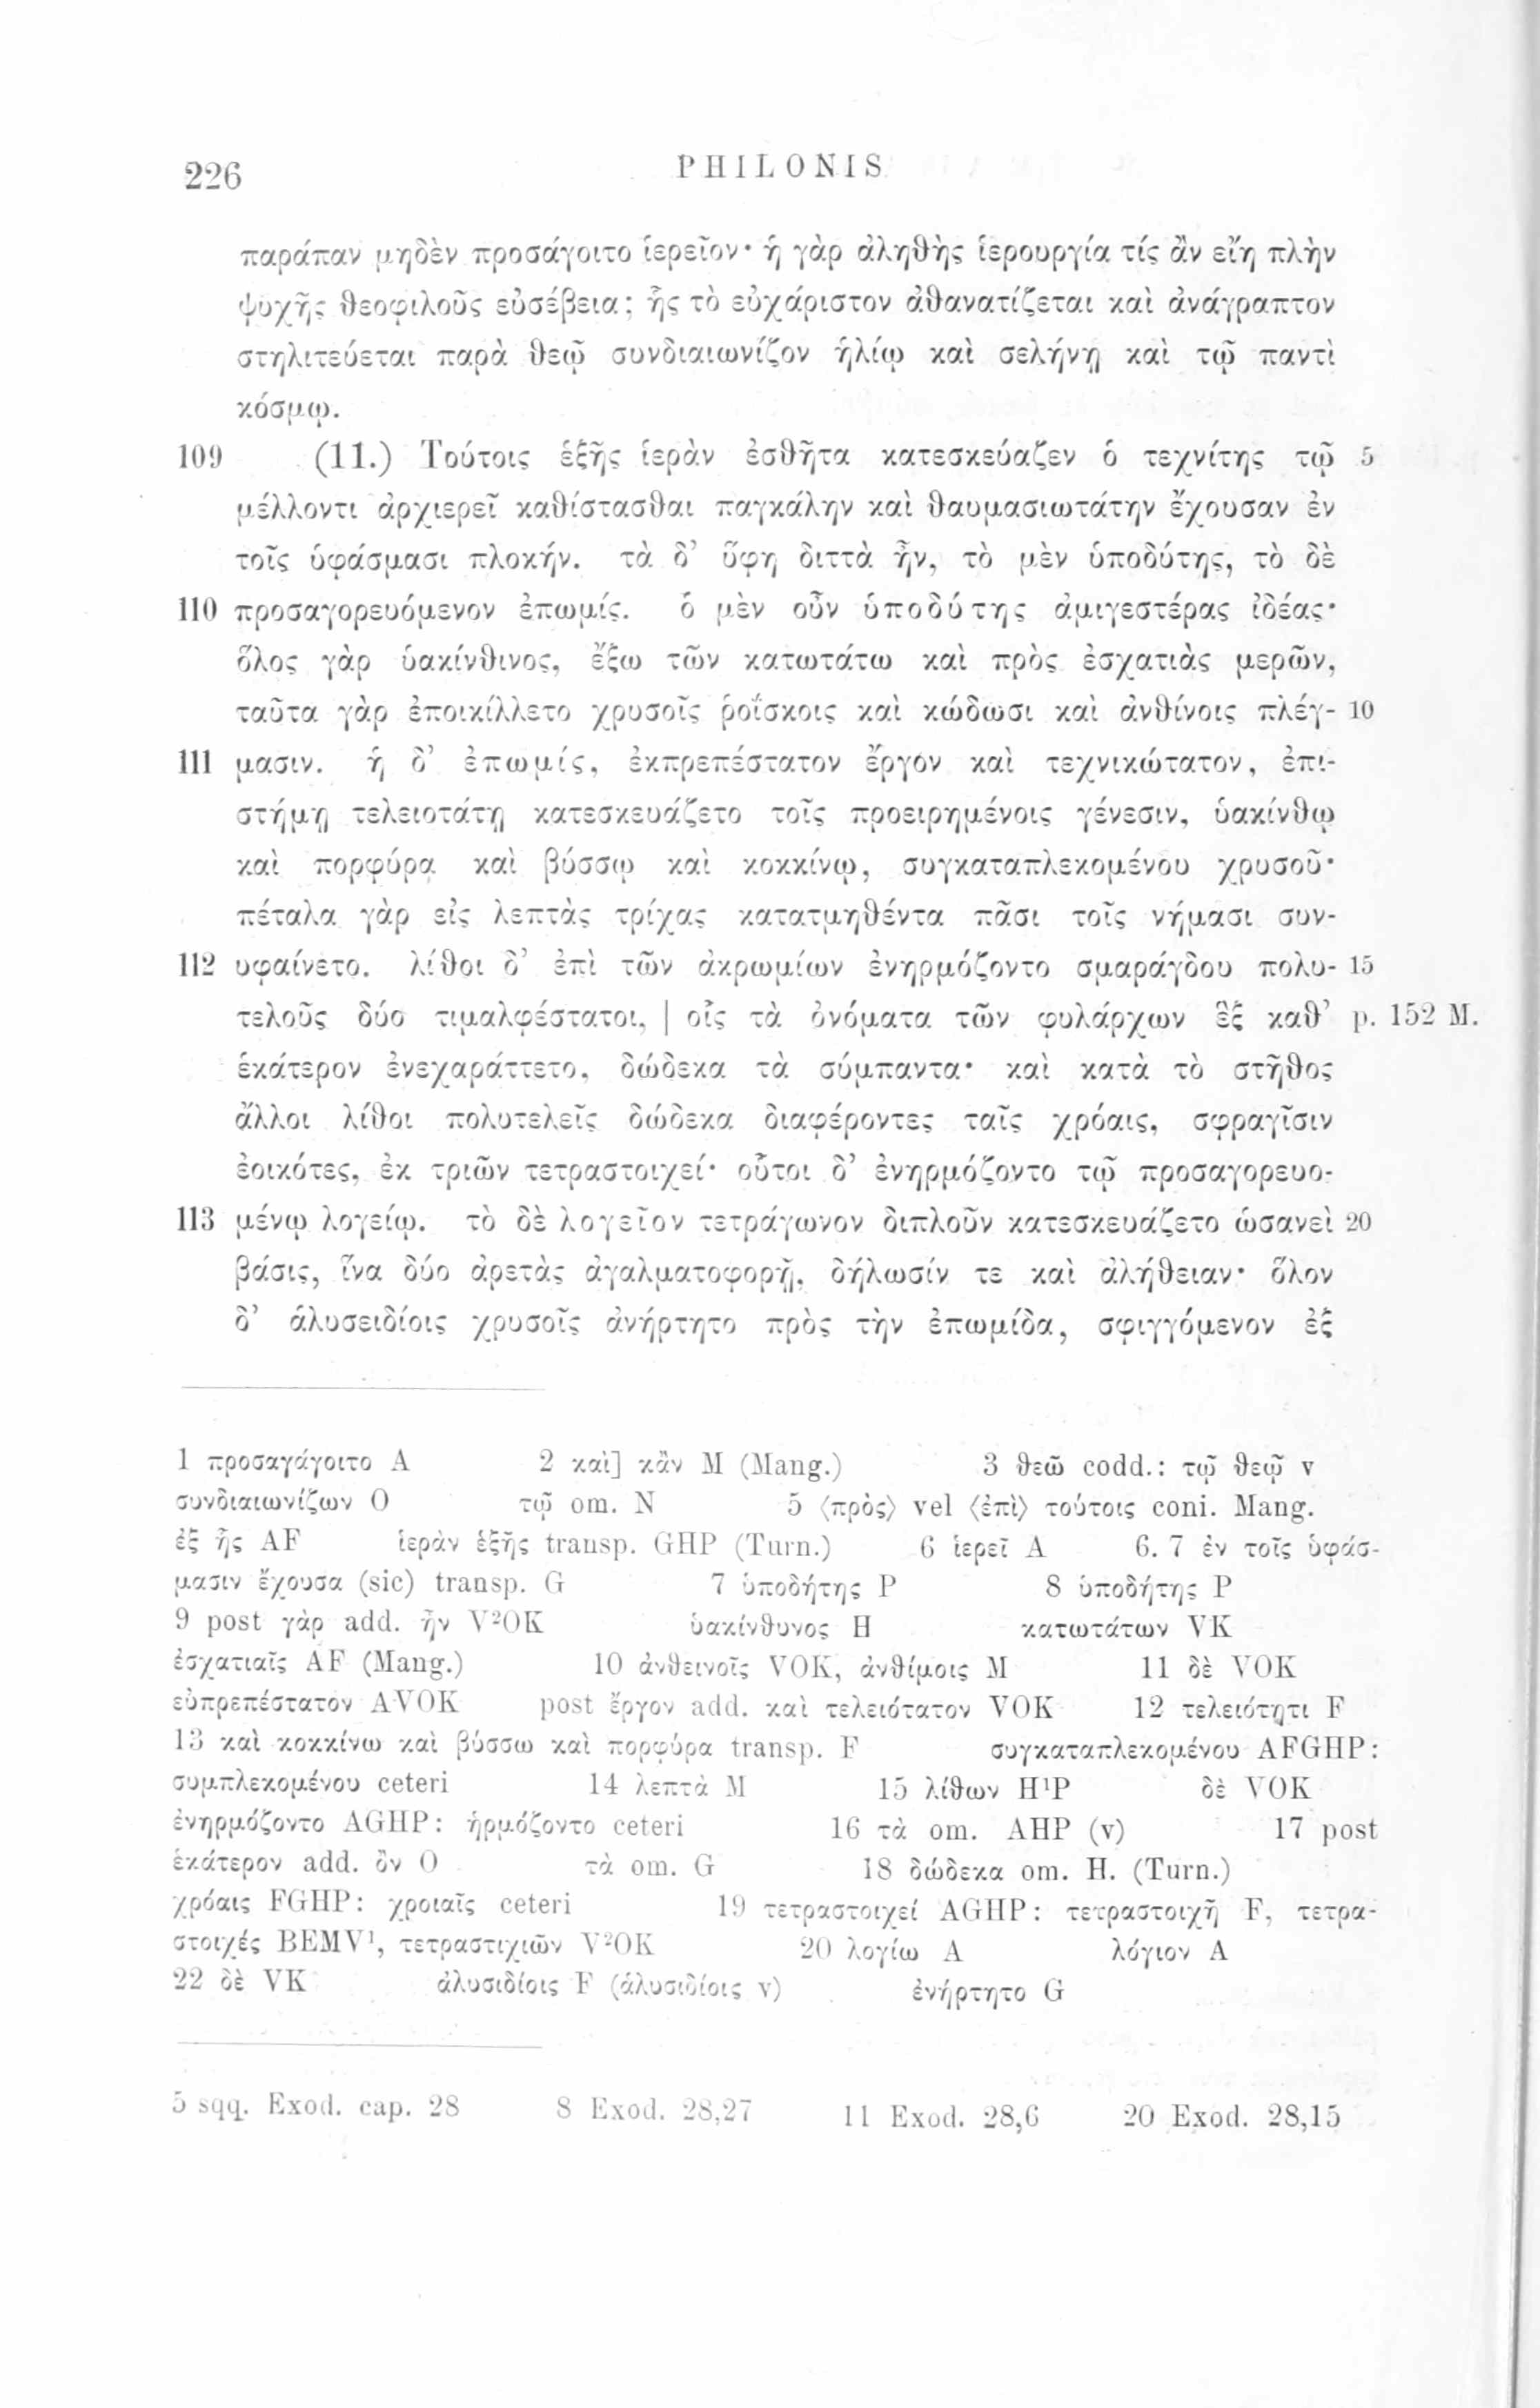 226
PHILONIS
παράπαν μηδὲν προσάγοιτο ἱερεῖον· ἡ γὰρ ἀληθὴς ἱερουργία τίς ἂν εἴη πλὴν
ψυχῆς θεοφιλοῦς εὐσέβεια; ἧς τὸ εὐχάριστον ἀθανατίζεται καὶ ἀνάγραπτον
στηλιτεύεται παρὰ θεῷ συνδιαιωνίζον ἡλίῳ καὶ σελήνῃ καὶ τῷ παντὶ
κόσμῳ.
109 (11.) Τούτοις ἑξῆς ἱερὰν ἐσθῆτα κατεσκεύαζεν ὁ τεχνίτης τῷ 5
μέλλοντι ἀρχιερεῖ καθίστασθαι παγκάλην καὶ θαυμασιωτάτην ἔχουσαν ἐν
τοῖς ὑφάσμασι πλοκήν. τὰ δ’ ὕφη διττὰ ἦν, τὸ μὲν ὑποδύτης, τὸ δὲ
110 προσαγορευόμενον ἐπωμίς. ὁ μὲν οὖν ὑποδύτης ἀμιγεστέρας ἰδέας·
ὅλος γὰρ ὑακίνθινος, ἔξω τῶν κατωτάτω καὶ πρὸς ἐσχατιὰς μερῶν,
ταῦτα γὰρ ἐποικίλλετο χρυσοῖς ῥοΐσκοις καὶ κώδωσι καὶ ἀνθίνοις πλέγ- 10
111 μασιν. ἡ δ’ ἐπωμίς, ἐκπρεπέστατον ἔργον καὶ τεχνικώτατον, ἐπι-
στήμῃ τελειοτάτῃ κατεσκευάζετο τοῖς προειρημένοις γένεσιν, ὑακίνθῳ
καὶ πορφύρᾳ καὶ βύσσῳ καὶ κοκκίνῳ, συγκαταπλεκομένου χρυσοῦ·
πέταλα γὰρ εἰς λεπτὰς τρίχας κατατμηθέντα πᾶσι τοῖς νήμασι συν-
112 υφαίνετο. λίθοι δ’ ἐπὶ τῶν ἀκρωμίων ἐνηρμόζοντο σμαράγδου πολυ- 15
τελοῦς δύο τιμαλφέστατοι, | οἷς τὰ ὀνόματα τῶν φυλάρχων ἓξ καθ’ p. 152 M.
ἑκάτερον ἐνεχαράττετο, δώδεκα τὰ σύμπαντα· καὶ κατὰ τὸ στῆθος
ἄλλοι λίθοι πολυτελεῖς δώδεκα διαφέροντες ταῖς χρόαις, σφραγῖσιν
ἐοικότες, ἐκ τριῶν τετραστοιχεί· οὗτοι δ’ ἐνηρμόζοντο τῷ προσαγορευο-
113 μένῳ λογείῳ. τὸ δὲ λογεῖον τετράγωνον διπλοῦν κατεσκευάζετο ὡσανεὶ 20
βάσις, ἵνα δύο ἀρετὰς ἀγαλματοφορῇ, δήλωσίν τε καὶ ἀλήθειαν· ὅλον
δ’ ἁλυσειδίοις χρυσοῖς ἀνήρτητο πρὸς τὴν ἐπωμίδα, σφιγγόμενον ἐξ
1 προσαγάγοιτο A 2 καὶ] κἂν M (Mang.) 3 θεῶ codd.: τῷ θεῷ v
συνδιαιωνίζων O τῷ om. N 5 ⟨πρὸς⟩ vel ⟨ἐπὶ⟩ τούτοις coni. Mang.
ἐξ ἧς AF ἱερὰν ἑξῆς transp. GHP (Turn.) 6 ἱερεῖ A 6. 7 ἐν τοῖς ὑφάσ-
μασιν ἔχουσα (sic) transp. G 7 ὑποδήτης P 8 ὑποδήτης P
9 post γὰρ add. ἦν V²OK ὑακίνθυνος H κατωτάτων VK
ἐσχατιαῖς AF (Mang.) 10 ἀνθεινοῖς VOK, ἀνθίμοις M 11 δὲ VOK
εὐπρεπέστατον AVOK post ἔργον add. καὶ τελειότατον VOK 12 τελειότητι F
13 καὶ κοκκίνω καὶ βύσσω καὶ πορφύρα transp. F συγκαταπλεκομένου AFGHP:
συμπλεκομένου ceteri 14 λεπτὰ M 15 λίθων H¹P δὲ VOK
ἐνηρμόζοντο AGHP: ἡρμόζοντο ceteri 16 τὰ om. AHP (v) 17 post
ἑκάτερον add. ὂν O τὰ om. G 18 δώδεκα om. H. (Turn.)
χρόαις FGHP: χροιαῖς ceteri 19 τετραστοιχεί AGHP: τετραστοιχῆ F, τετρα-
στοιχές BEMV¹, τετραστιχιῶν V²OK 20 λογίω A λόγιον A
22 δὲ VK ἀλυσιδίοις F (ἁλυσιδίοις v) ἐνήρτητο G
5 sqq. Exod. cap. 28 8 Exod. 28,27 11 Exod. 28,6 20 Exod. 28,15